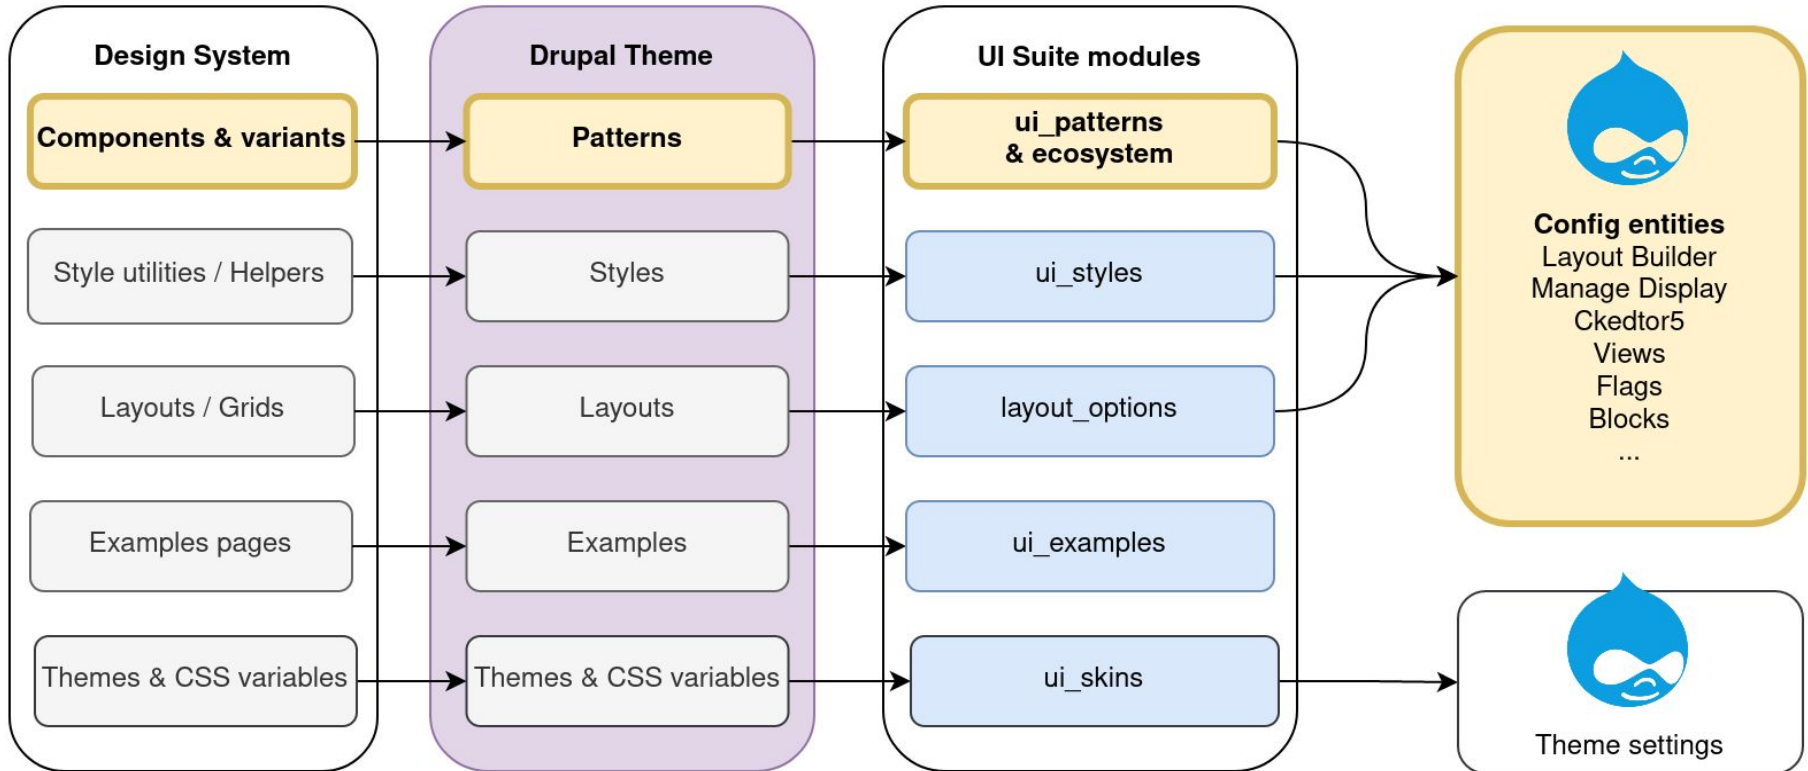 Design System
Components & variants
Style utilities / Helpers
Layouts / Grids
Examples pages
Themes & CSS variables
Drupal Theme
Patterns
Styles
Layouts
Examples
Themes & CSS variables
UI Suite modules
ui_patterns
& ecosystem
ui_styles
layout_options
ui_examples
ui_skins
Config entities
Layout Builder
Manage Display
Ckedtor5
Views
Flags
Blocks
...
Theme settings